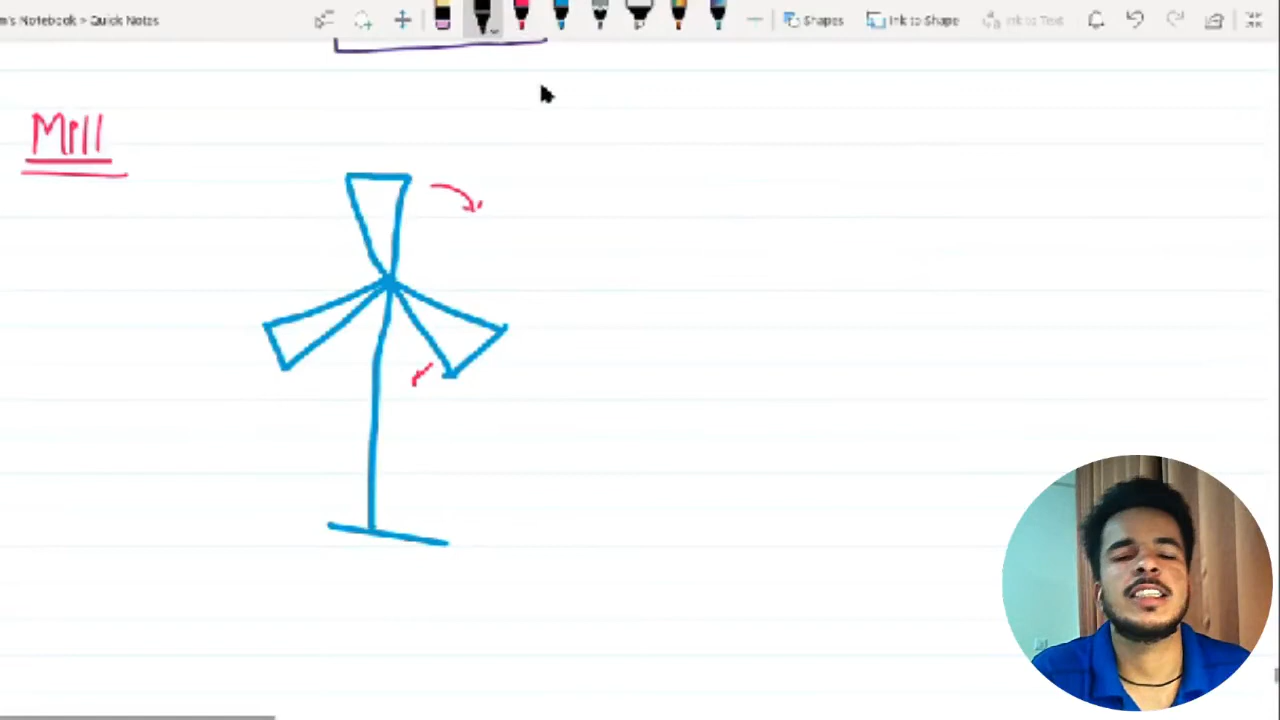 m's Notebook > Quick Notes
Shapes
Ink to Shape
Ink to Text
Mill